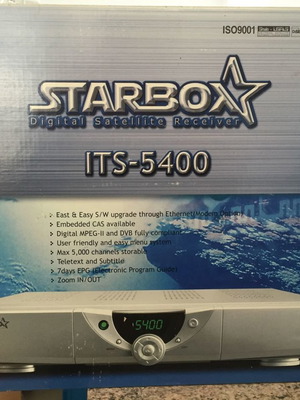 ISO9001
STARBOX
Digital Satellite Receiver
ITS-5400
East & Easy S/W upgrade through Ethernet(Modem Option)
Embedded CAS available
Digital MPEG-II and DVB fully compliant
User friendly and easy menu system
Max 5,000 channels storable
Teletext and Subtitle
7days EPG (Electronic Program Guide)
Zoom IN/OUT
5400